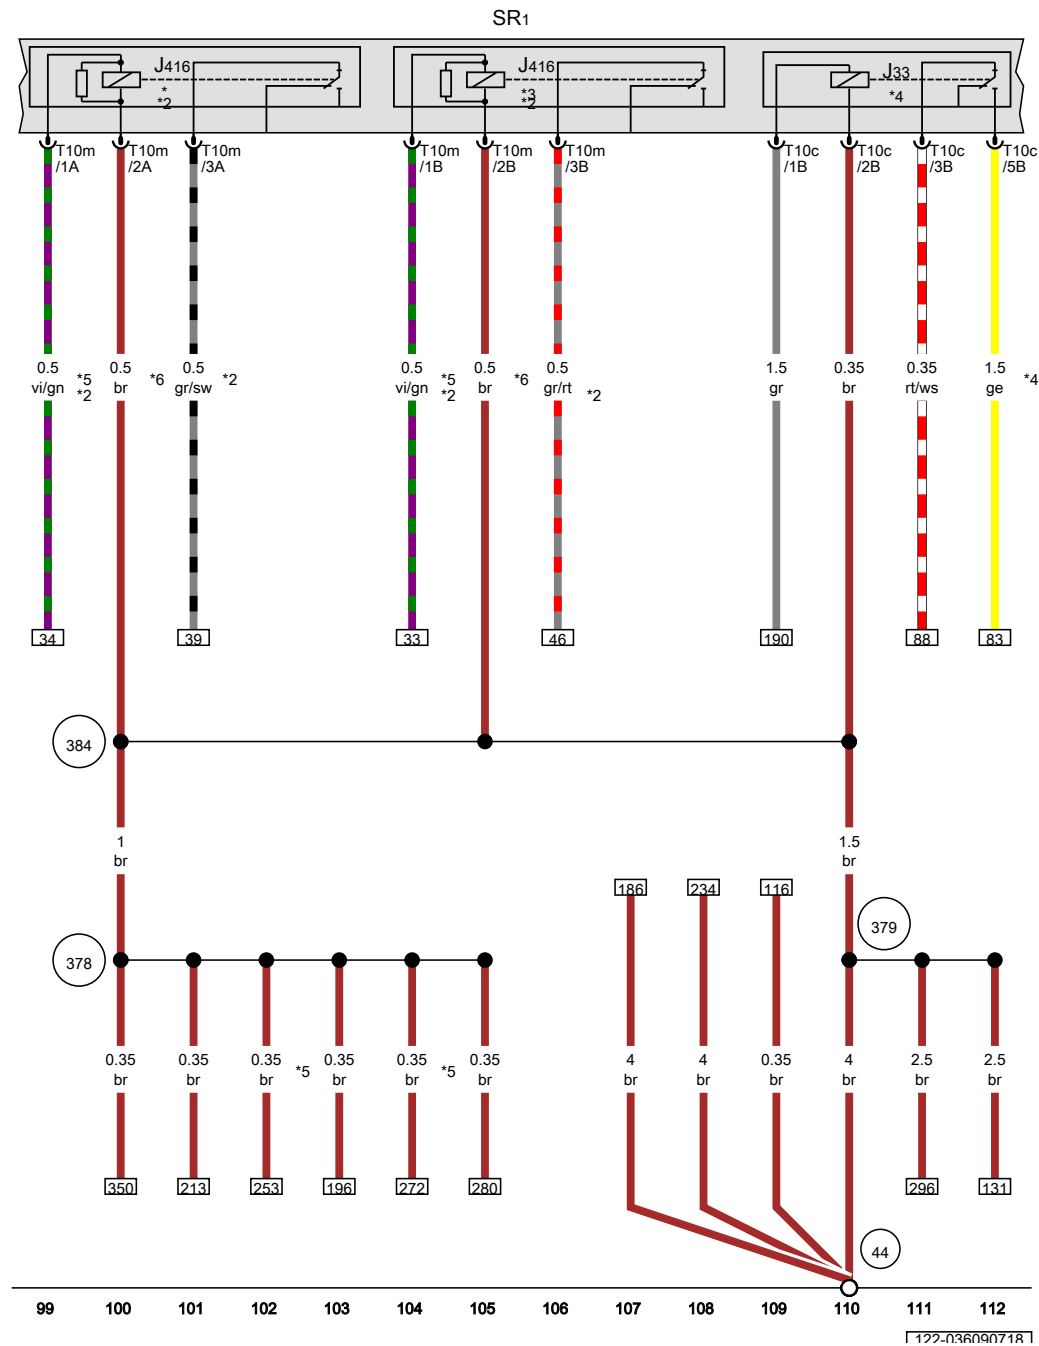 SR1
J416
*
*2
J416
*3
*2
J33
*4
T10m
/1A
T10m
/2A
T10m
/3A
T10m
/1B
T10m
/2B
T10m
/3B
T10c
/1B
T10c
/2B
T10c
/3B
T10c
/5B
0.5
vi/gn
*5
*2
0.5
br
*6
0.5
gr/sw
*2
0.5
vi/gn
*5
*2
0.5
br
*6
0.5
gr/rt
*2
1.5
gr
0.35
br
0.35
rt/ws
1.5
ge
*4
34
39
33
46
190
88
83
384
1
br
1.5
br
186
234
116
379
378
0.35
br
0.35
br
0.35
br
*5
0.35
br
0.35
br
*5
0.35
br
4
br
4
br
0.35
br
4
br
2.5
br
2.5
br
350
213
253
196
272
280
296
131
44
99 100 101 102 103 104 105 106 107 108 109 110 111 112
122-036090718